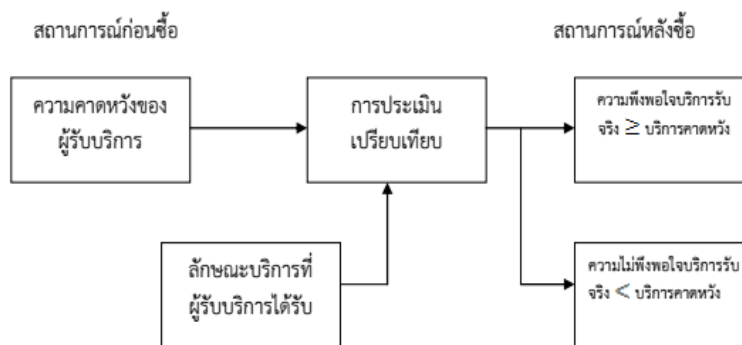 สถานการณ์ก่อนซื้อ
สถานการณ์หลังซื้อ
ความคาดหวังของ
ผู้รับบริการ
การประเมิน
เปรียบเทียบ
ความพึงพอใจบริการรับ
จริง ≥ บริการคาดหวัง
ลักษณะบริการที่
ผู้รับบริการได้รับ
ความไม่พึงพอใจบริการรับ
จริง < บริการคาดหวัง